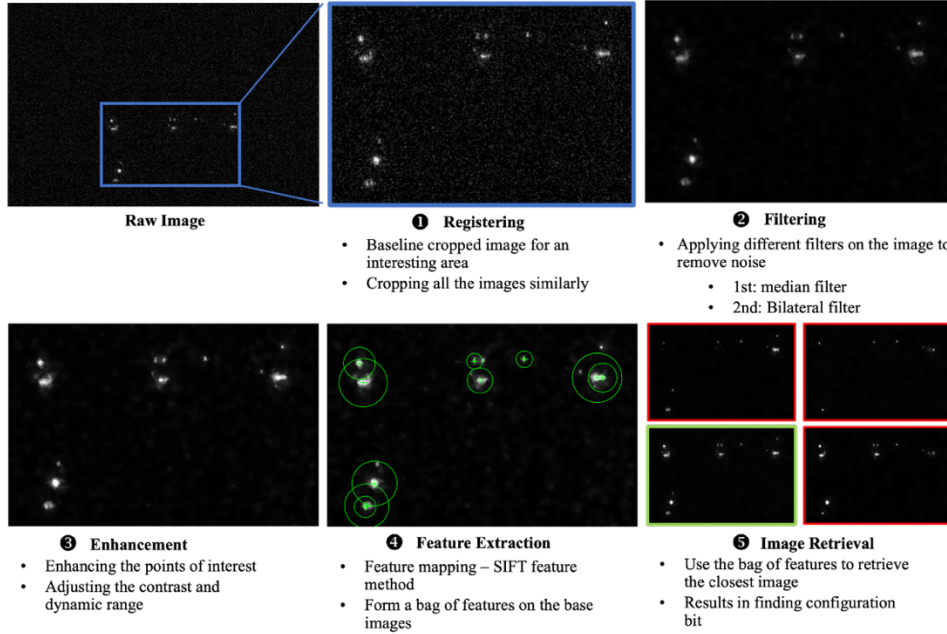 Raw Image
❶ Registering
• Baseline cropped image for an
interesting area
• Cropping all the images similarly
❷ Filtering
• Applying different filters on the image to
remove noise
• 1st: median filter
• 2nd: Bilateral filter
❸ Enhancement
• Enhancing the points of interest
• Adjusting the contrast and
dynamic range
❹ Feature Extraction
• Feature mapping – SIFT feature
method
• Form a bag of features on the base
images
❺ Image Retrieval
• Use the bag of features to retrieve
the closest image
• Results in finding configuration
bit